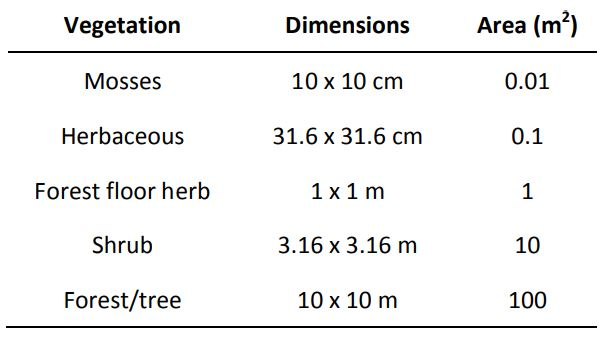 Vegetation Dimensions Area (m²)
Mosses 10 x 10 cm 0.01
Herbaceous 31.6 x 31.6 cm 0.1
Forest floor herb 1 x 1 m 1
Shrub 3.16 x 3.16 m 10
Forest/tree 10 x 10 m 100